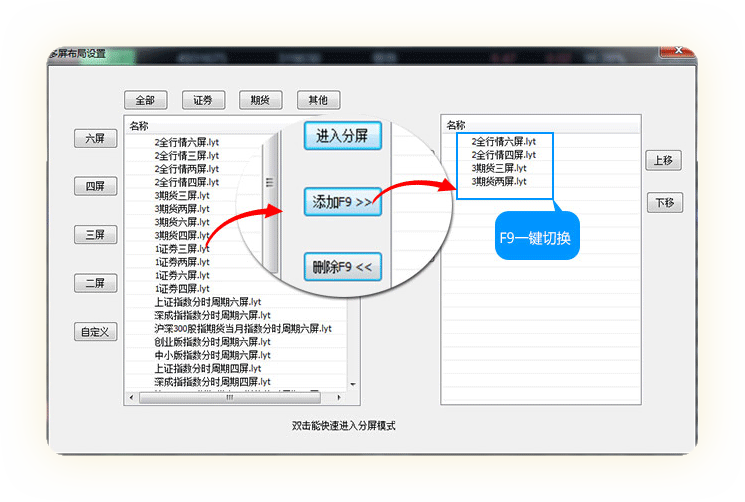 多屏布局设置
X
全部 证券 期货 其他
名称
六屏
四屏
三屏
二屏
自定义
2全行情六屏.lyt
2全行情三屏.lyt
2全行情两屏.lyt
2全行情四屏.lyt
3期货三屏.lyt
3期货两屏.lyt
3期货六屏.lyt
3期货四屏.lyt
1证券三屏.lyt
1证券两屏.lyt
1证券六屏.lyt
1证券四屏.lyt
上证指数分时周期六屏.lyt
深成指指数分时周期六屏.lyt
沪深300股指期货当月指数分时周期六屏.lyt
创业版指数分时周期六屏.lyt
中小版指数分时周期六屏.lyt
上证指数分时周期四屏.lyt
深成指指数分时周期四屏.lyt
进入分屏
添加F9 >>
删除F9 <<
名称
2全行情六屏.lyt
2全行情四屏.lyt
3期货三屏.lyt
3期货两屏.lyt
F9一键切换
上移
下移
双击能快速进入分屏模式